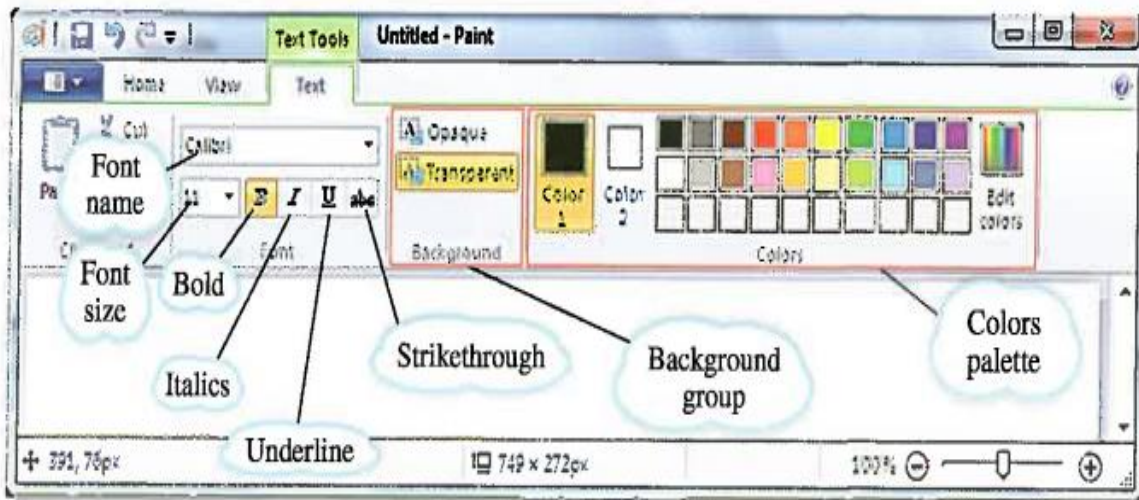 Text Tools
Untitled - Paint
Home
View
Text
Cut
Calibri
Opaque
Pa
Font
name
Transparent
11
B I U abc
Color
1
Color
2
Edit
colors
Background
Colors
Font
size
Bold
Italics
Underline
Strikethrough
Background
group
Colors
palette
391, 76px
749 × 272px
100%